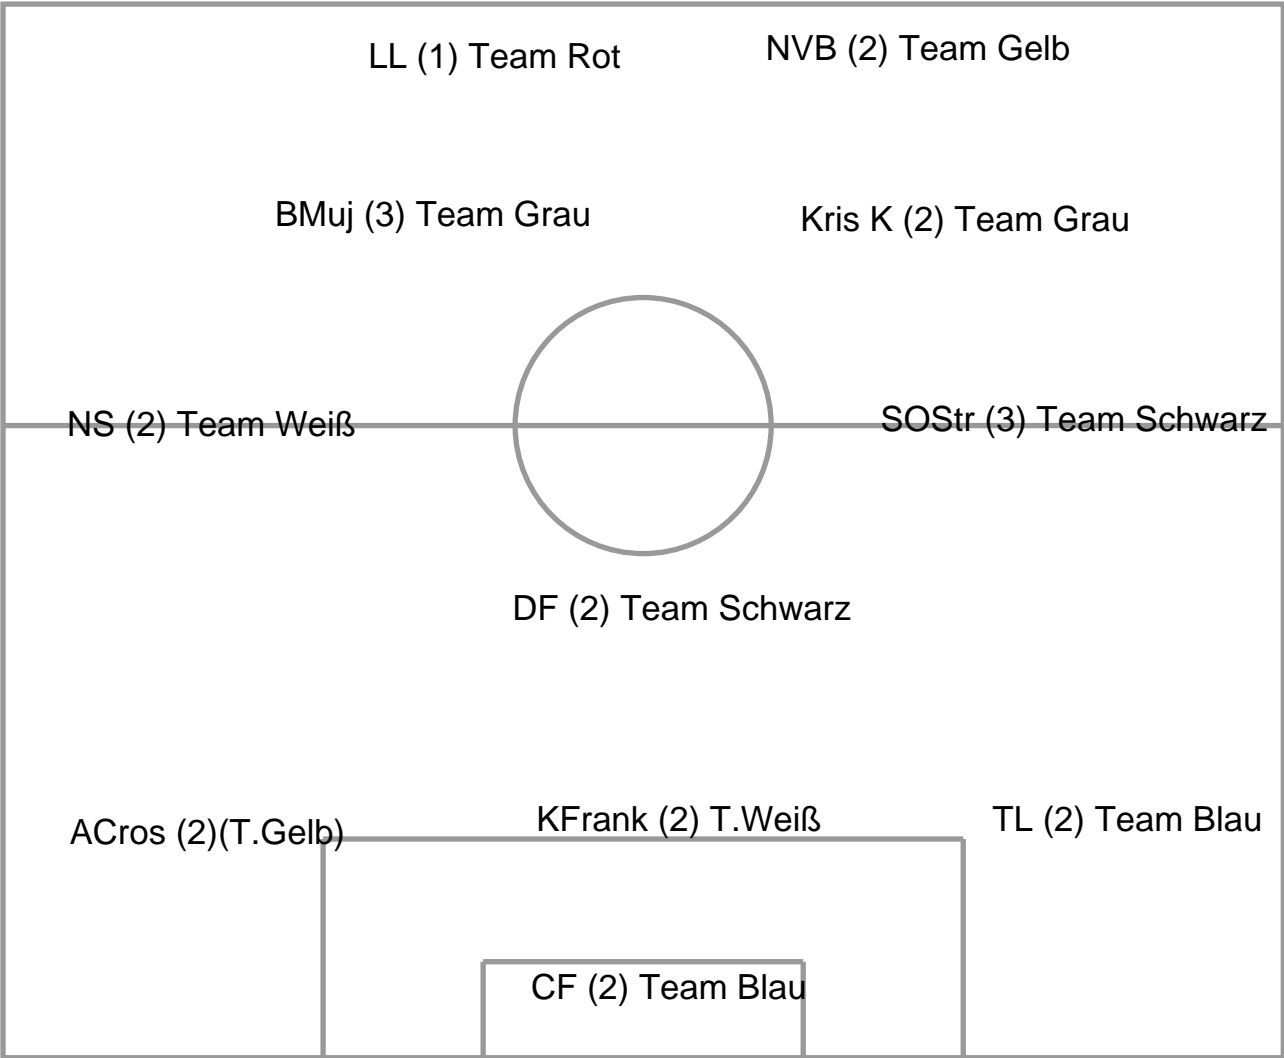 LL (1) Team Rot
NVB (2) Team Gelb
BMuj (3) Team Grau
Kris K (2) Team Grau
NS (2) Team Weiß
SOStr (3) Team Schwarz
DF (2) Team Schwarz
ACros (2)(T.Gelb)
KFrank (2) T.Weiß
TL (2) Team Blau
CF (2) Team Blau